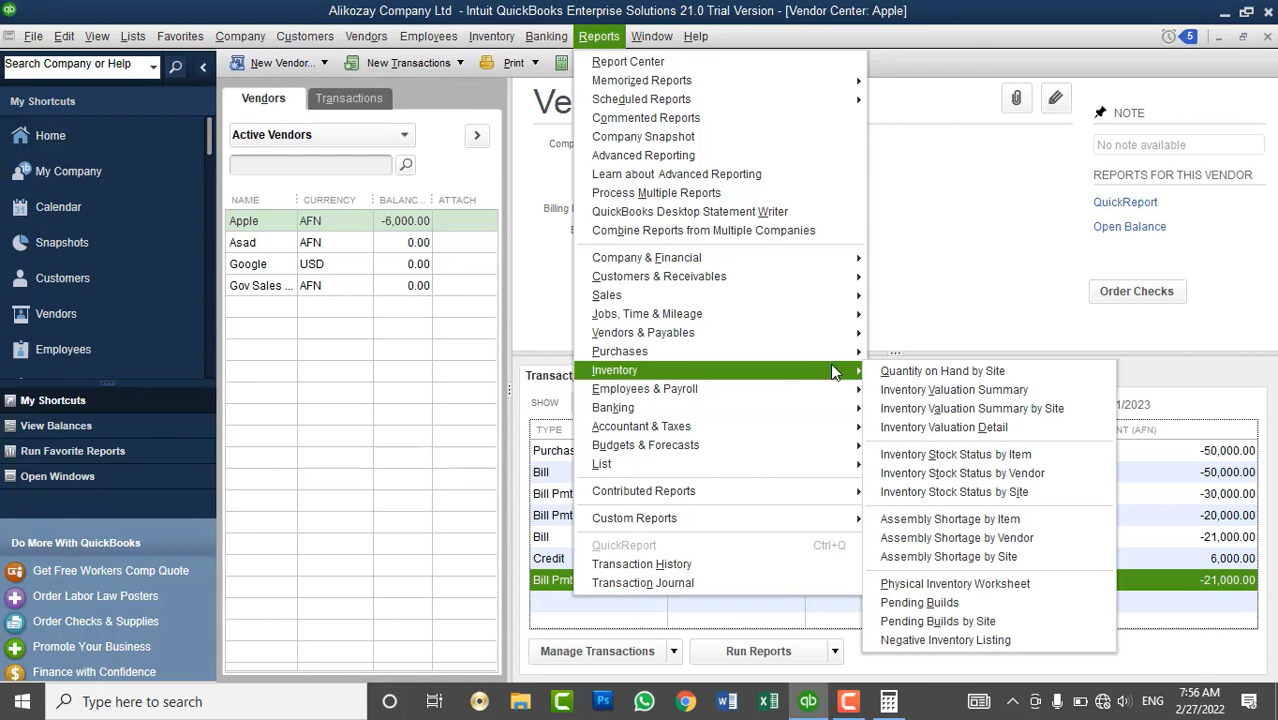 Alikozay Company Ltd - Intuit QuickBooks Enterprise Solutions 21.0 Trial Version - [Vendor Center: Apple]
File Edit View Lists Favorites Company Customers Vendors Employees Inventory Banking Reports Window Help 5
Search Company or Help
New Vendor... New Transactions Print
My Shortcuts
Home
My Company
Calendar
Snapshots
Customers
Vendors
Employees
My Shortcuts
View Balances
Run Favorite Reports
Open Windows
Do More With QuickBooks
Get Free Workers Comp Quote
Order Labor Law Posters
Order Checks & Supplies
Promote Your Business
Finance with Confidence
Vendors Transactions
Active Vendors
NAME CURRENCY BALANC... ATTACH
Apple AFN -6,000.00
Asad AFN 0.00
Google USD 0.00
Gov Sales ... AFN 0.00
Ve
Comp
Billing
Report Center
Memorized Reports
Scheduled Reports
Commented Reports
Company Snapshot
Advanced Reporting
Learn about Advanced Reporting
Process Multiple Reports
QuickBooks Desktop Statement Writer
Combine Reports from Multiple Companies
Company & Financial
Customers & Receivables
Sales
Jobs, Time & Mileage
Vendors & Payables
Purchases
Inventory
Employees & Payroll
Banking
Accountant & Taxes
Budgets & Forecasts
List
Contributed Reports
Custom Reports
QuickReport Ctrl+Q
Transaction History
Transaction Journal
Quantity on Hand by Site
Inventory Valuation Summary
Inventory Valuation Summary by Site
Inventory Valuation Detail
Inventory Stock Status by Item
Inventory Stock Status by Vendor
Inventory Stock Status by Site
Assembly Shortage by Item
Assembly Shortage by Vendor
Assembly Shortage by Site
Physical Inventory Worksheet
Pending Builds
Pending Builds by Site
Negative Inventory Listing
NOTE
No note available
REPORTS FOR THIS VENDOR
QuickReport
Open Balance
Order Checks
Transact
SHOW 1/2023
TYPE NT (AFN)
Purchas -50,000.00
Bill -50,000.00
Bill Pmt -30,000.00
Bill Pmt -20,000.00
Bill -21,000.00
Credit 6,000.00
Bill Pmt -21,000.00
Manage Transactions Run Reports
Type here to search
ENG
7:56 AM
2/27/2022